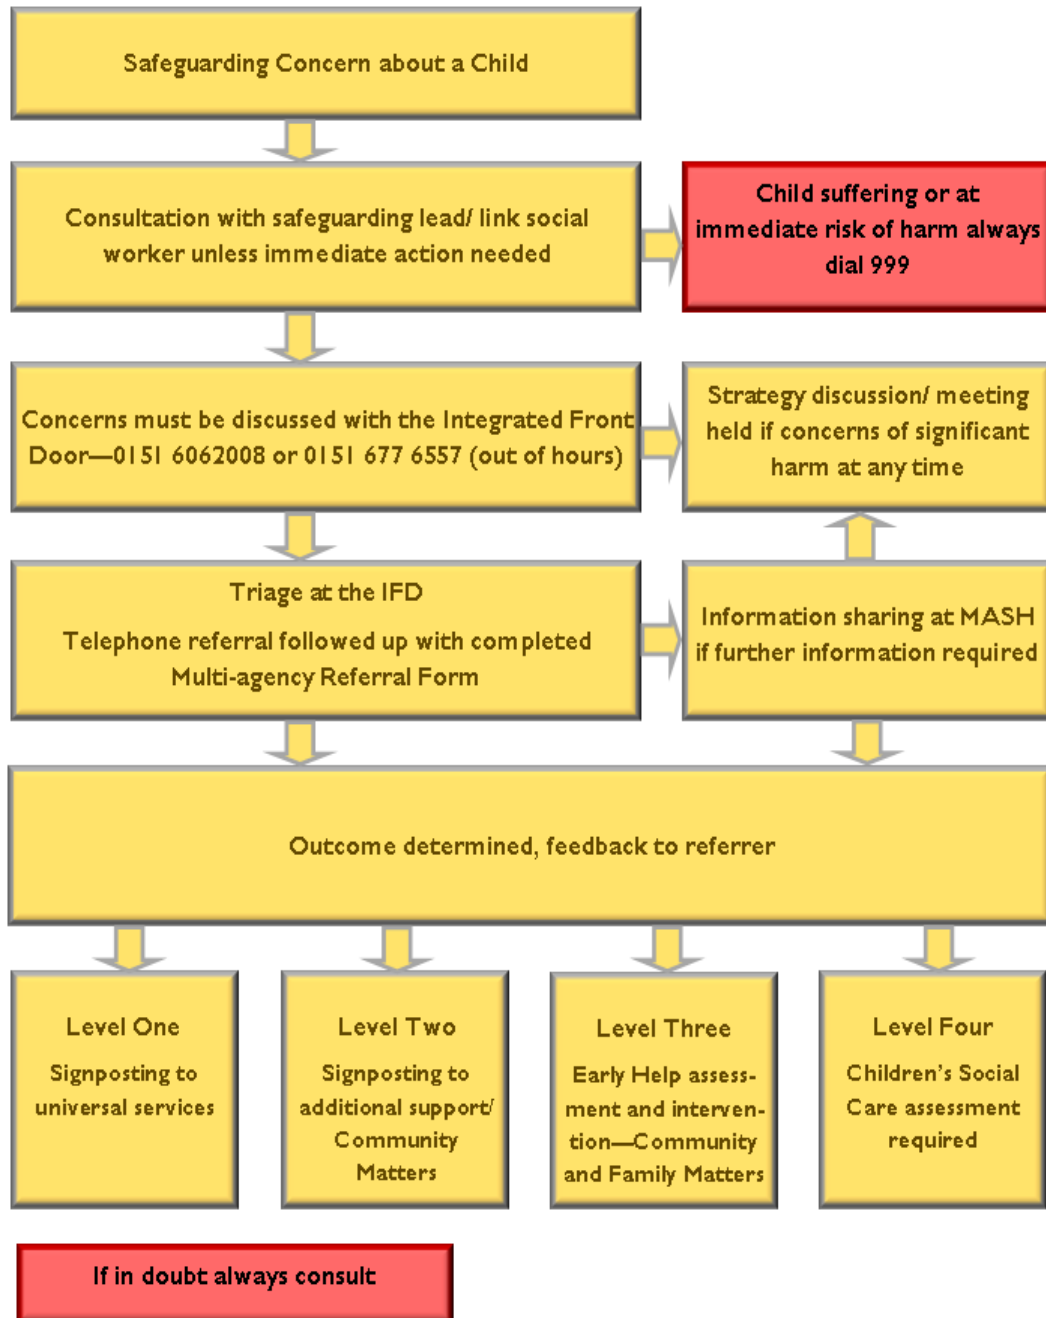 Safeguarding Concern about a Child
Consultation with safeguarding lead/ link social
worker unless immediate action needed
Child suffering or at
immediate risk of harm always
dial 999
Concerns must be discussed with the Integrated Front
Door—0151 6062008 or 0151 677 6557 (out of hours)
Strategy discussion/ meeting
held if concerns of significant
harm at any time
Triage at the IFD
Telephone referral followed up with completed
Multi-agency Referral Form
Information sharing at MASH
if further information required
Outcome determined, feedback to referrer
Level One
Signposting to
universal services
Level Two
Signposting to
additional support/
Community
Matters
Level Three
Early Help assess-
ment and interven-
tion—Community
and Family Matters
Level Four
Children's Social
Care assessment
required
If in doubt always consult